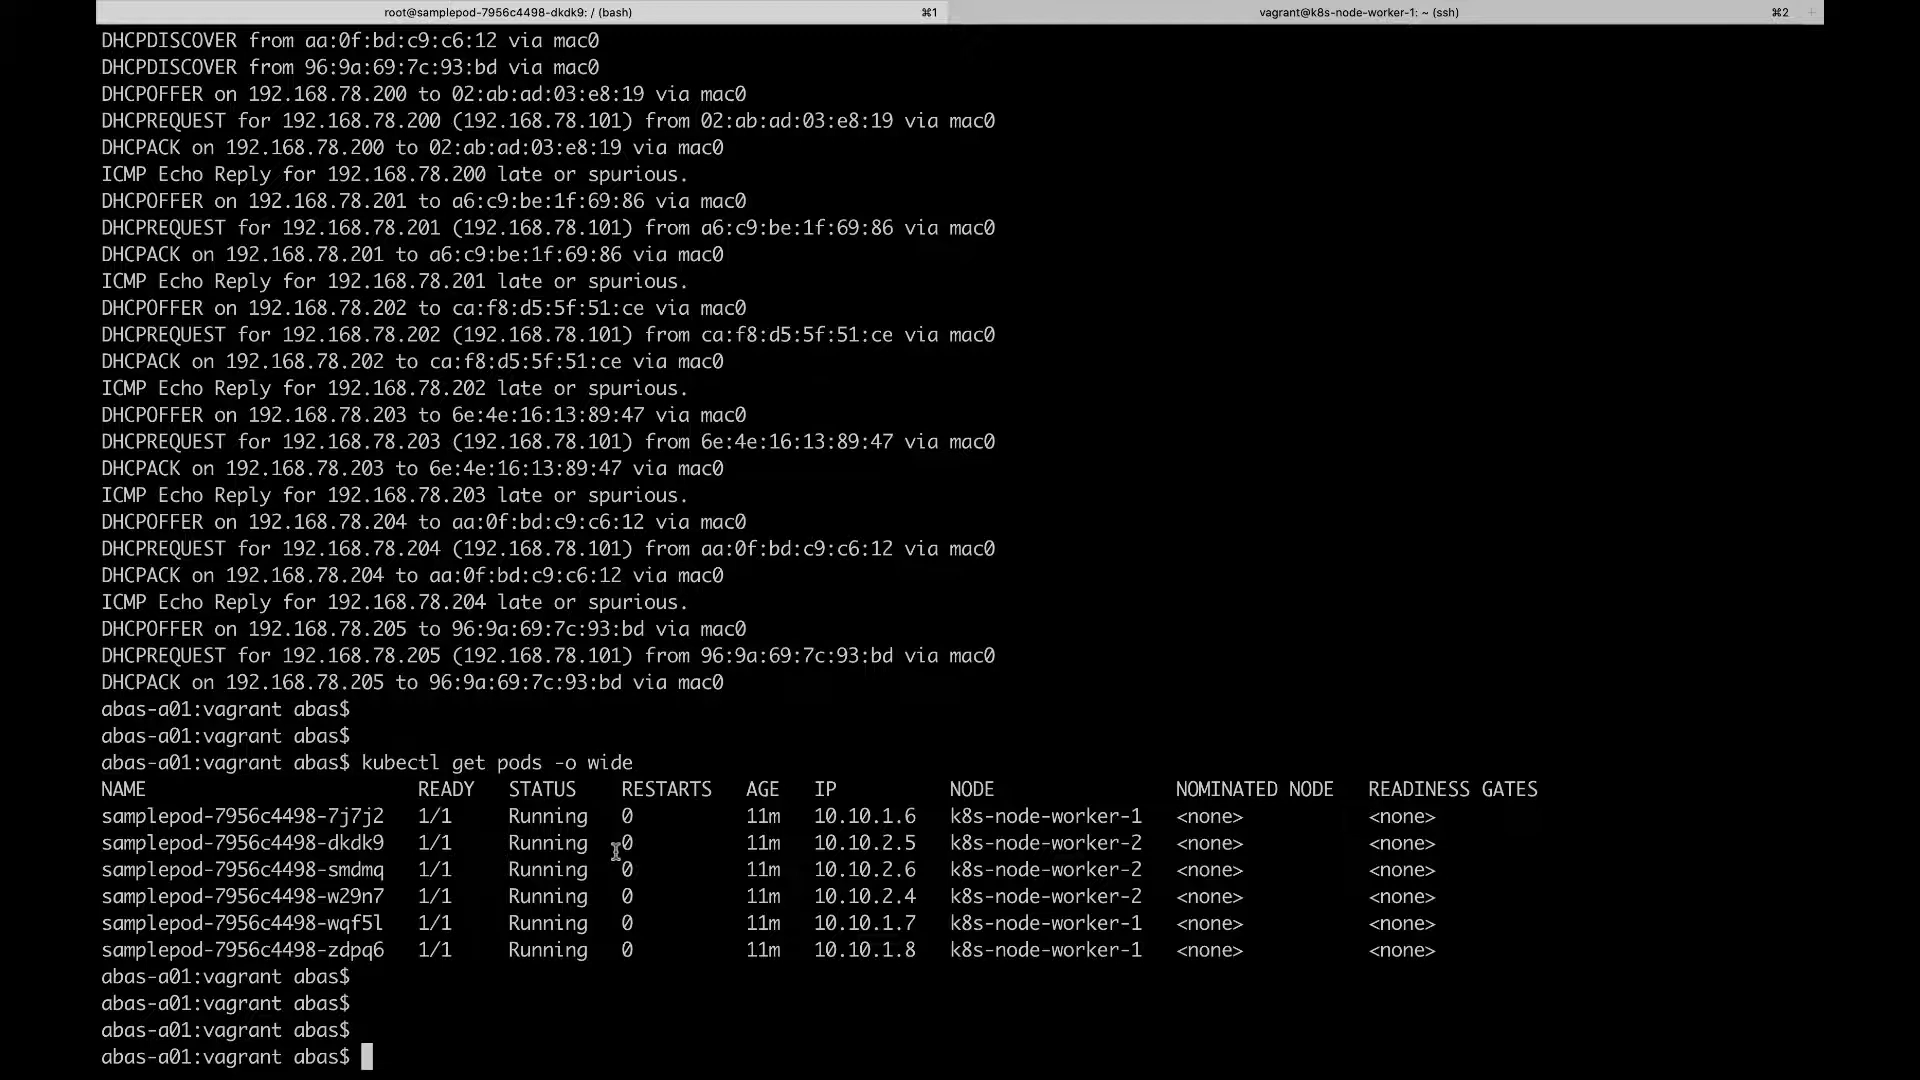 root@samplepod-7956c4498-dkdk9: / (bash) ⌘1 vagrant@k8s-node-worker-1: ~ (ssh) ⌘2 +
DHCPDISCOVER from aa:0f:bd:c9:c6:12 via mac0
DHCPDISCOVER from 96:9a:69:7c:93:bd via mac0
DHCPOFFER on 192.168.78.200 to 02:ab:ad:03:e8:19 via mac0
DHCPREQUEST for 192.168.78.200 (192.168.78.101) from 02:ab:ad:03:e8:19 via mac0
DHCPACK on 192.168.78.200 to 02:ab:ad:03:e8:19 via mac0
ICMP Echo Reply for 192.168.78.200 late or spurious.
DHCPOFFER on 192.168.78.201 to a6:c9:be:1f:69:86 via mac0
DHCPREQUEST for 192.168.78.201 (192.168.78.101) from a6:c9:be:1f:69:86 via mac0
DHCPACK on 192.168.78.201 to a6:c9:be:1f:69:86 via mac0
ICMP Echo Reply for 192.168.78.201 late or spurious.
DHCPOFFER on 192.168.78.202 to ca:f8:d5:5f:51:ce via mac0
DHCPREQUEST for 192.168.78.202 (192.168.78.101) from ca:f8:d5:5f:51:ce via mac0
DHCPACK on 192.168.78.202 to ca:f8:d5:5f:51:ce via mac0
ICMP Echo Reply for 192.168.78.202 late or spurious.
DHCPOFFER on 192.168.78.203 to 6e:4e:16:13:89:47 via mac0
DHCPREQUEST for 192.168.78.203 (192.168.78.101) from 6e:4e:16:13:89:47 via mac0
DHCPACK on 192.168.78.203 to 6e:4e:16:13:89:47 via mac0
ICMP Echo Reply for 192.168.78.203 late or spurious.
DHCPOFFER on 192.168.78.204 to aa:0f:bd:c9:c6:12 via mac0
DHCPREQUEST for 192.168.78.204 (192.168.78.101) from aa:0f:bd:c9:c6:12 via mac0
DHCPACK on 192.168.78.204 to aa:0f:bd:c9:c6:12 via mac0
ICMP Echo Reply for 192.168.78.204 late or spurious.
DHCPOFFER on 192.168.78.205 to 96:9a:69:7c:93:bd via mac0
DHCPREQUEST for 192.168.78.205 (192.168.78.101) from 96:9a:69:7c:93:bd via mac0
DHCPACK on 192.168.78.205 to 96:9a:69:7c:93:bd via mac0
abas-a01:vagrant abas$
abas-a01:vagrant abas$
abas-a01:vagrant abas$ kubectl get pods -o wide
NAME READY STATUS RESTARTS AGE IP NODE NOMINATED NODE READINESS GATES
samplepod-7956c4498-7j7j2 1/1 Running 0 11m 10.10.1.6 k8s-node-worker-1 <none> <none>
samplepod-7956c4498-dkdk9 1/1 Running 0 11m 10.10.2.5 k8s-node-worker-2 <none> <none>
samplepod-7956c4498-smdmq 1/1 Running 0 11m 10.10.2.6 k8s-node-worker-2 <none> <none>
samplepod-7956c4498-w29n7 1/1 Running 0 11m 10.10.2.4 k8s-node-worker-2 <none> <none>
samplepod-7956c4498-wqf5l 1/1 Running 0 11m 10.10.1.7 k8s-node-worker-1 <none> <none>
samplepod-7956c4498-zdpq6 1/1 Running 0 11m 10.10.1.8 k8s-node-worker-1 <none> <none>
abas-a01:vagrant abas$
abas-a01:vagrant abas$
abas-a01:vagrant abas$
abas-a01:vagrant abas$